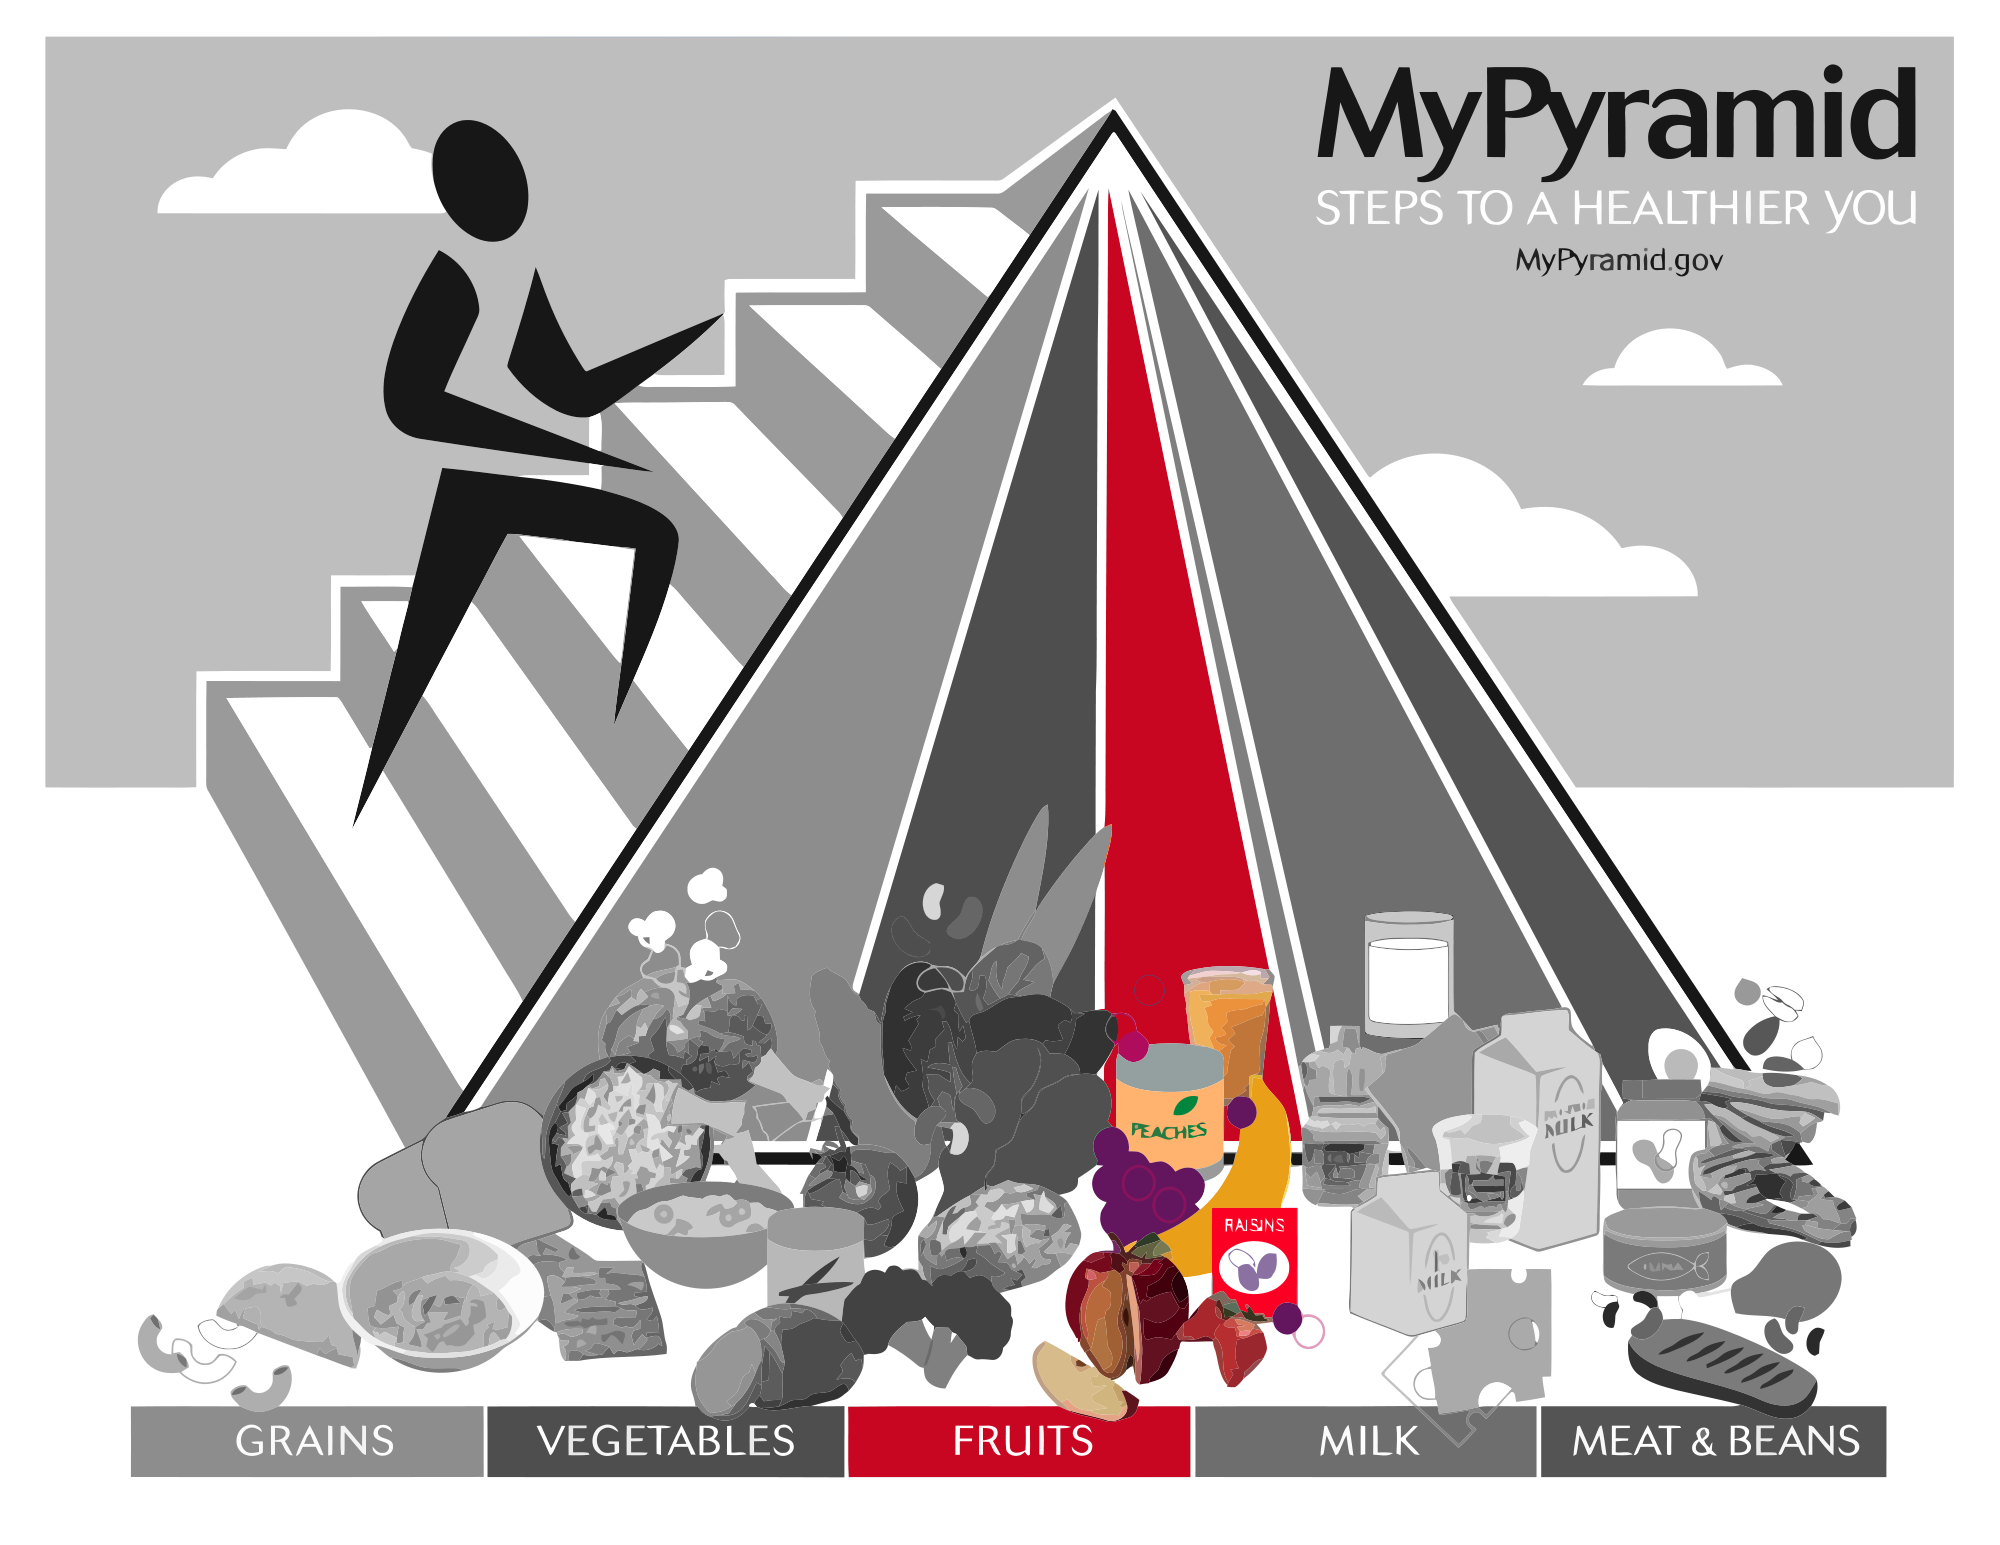 MyPyramid
STEPS TO A HEALTHIER YOU
MyPyramid.gov
PEACHES
MILK
RAISINS
MILK
TUNA
GRAINS
VEGETABLES
FRUITS
MILK
MEAT & BEANS